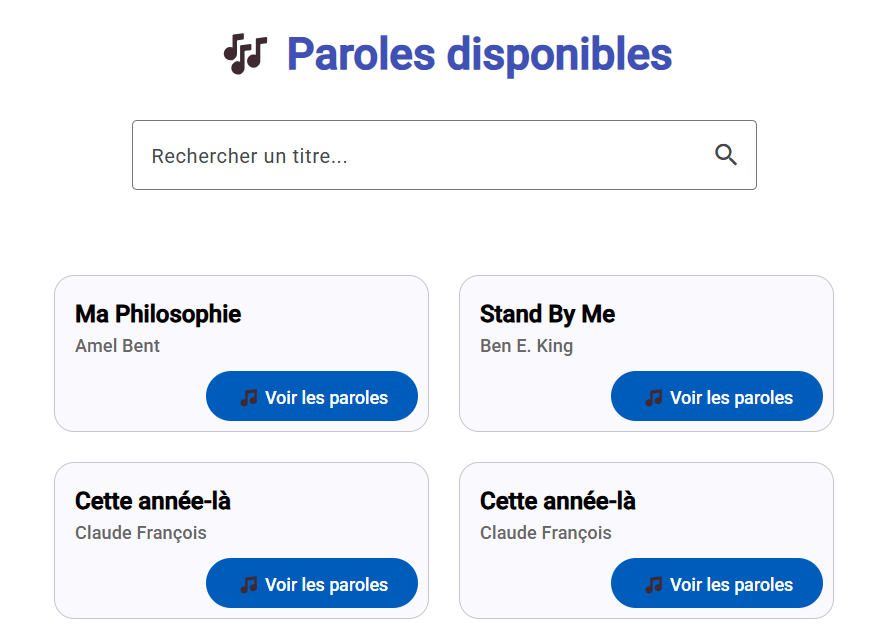 Paroles disponibles
Rechercher un titre...
Ma Philosophie
Amel Bent
Voir les paroles
Stand By Me
Ben E. King
Voir les paroles
Cette année-là
Claude François
Voir les paroles
Cette année-là
Claude François
Voir les paroles